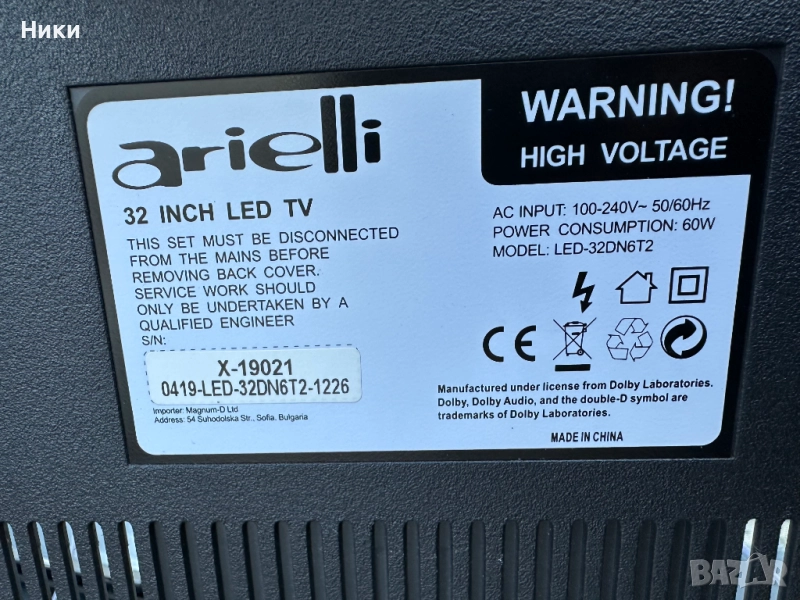 Ники
arielli
WARNING!
HIGH VOLTAGE
32 INCH LED TV
THIS SET MUST BE DISCONNECTED
FROM THE MAINS BEFORE
REMOVING BACK COVER.
SERVICE WORK SHOULD
ONLY BE UNDERTAKEN BY A
QUALIFIED ENGINEER
S/N:
X-19021
0419-LED-32DN6T2-1226
Importer: Magnum-D Ltd
Address: 54 Suhodolska Str., Sofia, Bulgaria
AC INPUT: 100-240V~ 50/60Hz
POWER CONSUMPTION: 60W
MODEL: LED-32DN6T2
CE
Manufactured under license from Dolby Laboratories.
Dolby, Dolby Audio, and the double-D symbol are
trademarks of Dolby Laboratories.
MADE IN CHINA
BAZAR